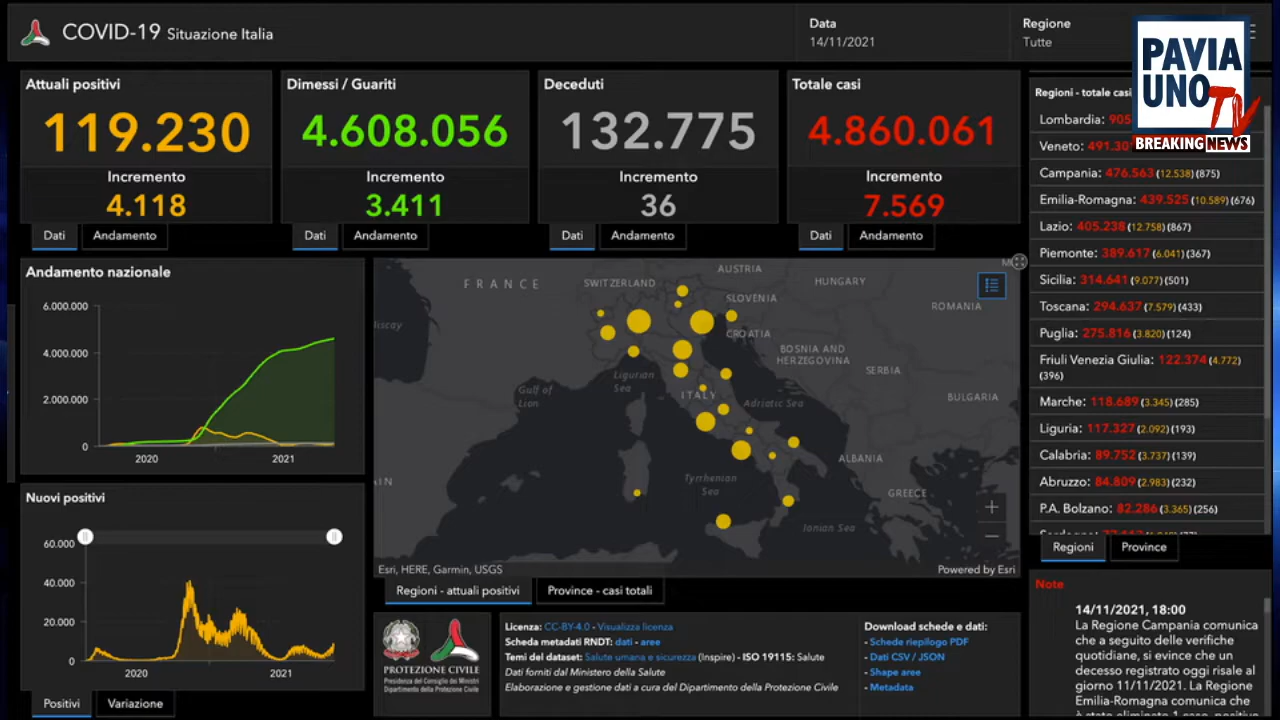 COVID-19 Situazione Italia
Data
14/11/2021
Regione
Tutte
PAVIA
UNO TV
BREAKING NEWS
Attuali positivi
119.230
Incremento
4.118
Dati
Andamento
Dimessi / Guariti
4.608.056
Incremento
3.411
Dati
Andamento
Deceduti
132.775
Incremento
36
Dati
Andamento
Totale casi
4.860.061
Incremento
7.569
Dati
Andamento
Regioni - totale casi
Lombardia: 905
Veneto:
Campania: 476.563 (12.538) (875)
Emilia-Romagna: 439.525 (10.589) (676)
Lazio: 405.238 (12.758) (867)
Piemonte: 389.617 (6.041) (367)
Sicilia: 314.641 (9.077) (501)
Toscana: 294.637 (7.579) (433)
Puglia: 275.816 (3.820) (124)
Friuli Venezia Giulia: 122.374 (4.772)
(396)
Marche: 118.689 (3.345) (285)
Liguria: 117.327 (2.092) (193)
Calabria: 89.752 (3.737) (139)
Abruzzo: 84.809 (2.983) (232)
P.A. Bolzano: 82.286 (3.365) (256)
Regioni
Province
Andamento nazionale
6.000.000
4.000.000
2.000.000
0
2020
2021
Nuovi positivi
60.000
40.000
20.000
0
2020
2021
Positivi
Variazione
FRANCE
SWITZERLAND
AUSTRIA
HUNGARY
SLOVENIA
ROMANIA
CROATIA
BOSNIA AND
HERZEGOVINA
SERBIA
BULGARIA
iscay
Gulf of
Lion
Ligurian
Sea
ITALY
Adriatic Sea
ALBANIA
GREECE
AIN
Tyrrhenian
Sea
Ionian Sea
Esri, HERE, Garmin, USGS
Powered by Esri
Regioni - attuali positivi
Province - casi totali
PROTEZIONE CIVILE
Presidenza del Consiglio dei Ministri
Dipartimento della Protezione Civile
Licenza: CC-BY-4.0 - Visualizza licenza
Scheda metadati RNDT: dati - aree
Temi del dataset: Salute umana e sicurezza (Inspire) - ISO 19115: Salute
Dati forniti dal Ministero della Salute
Elaborazione e gestione dati a cura del Dipartimento della Protezione Civile
Download schede e dati:
- Schede riepilogo PDF
- Dati CSV / JSON
- Shape aree
- Metadata
Note
14/11/2021, 18:00
La Regione Campania comunica
che a seguito delle verifiche
quotidiane, si evince che un
decesso registrato oggi risale al
giorno 11/11/2021. La Regione
Emilia-Romagna comunica che
è stato eliminato 1 caso, positivo